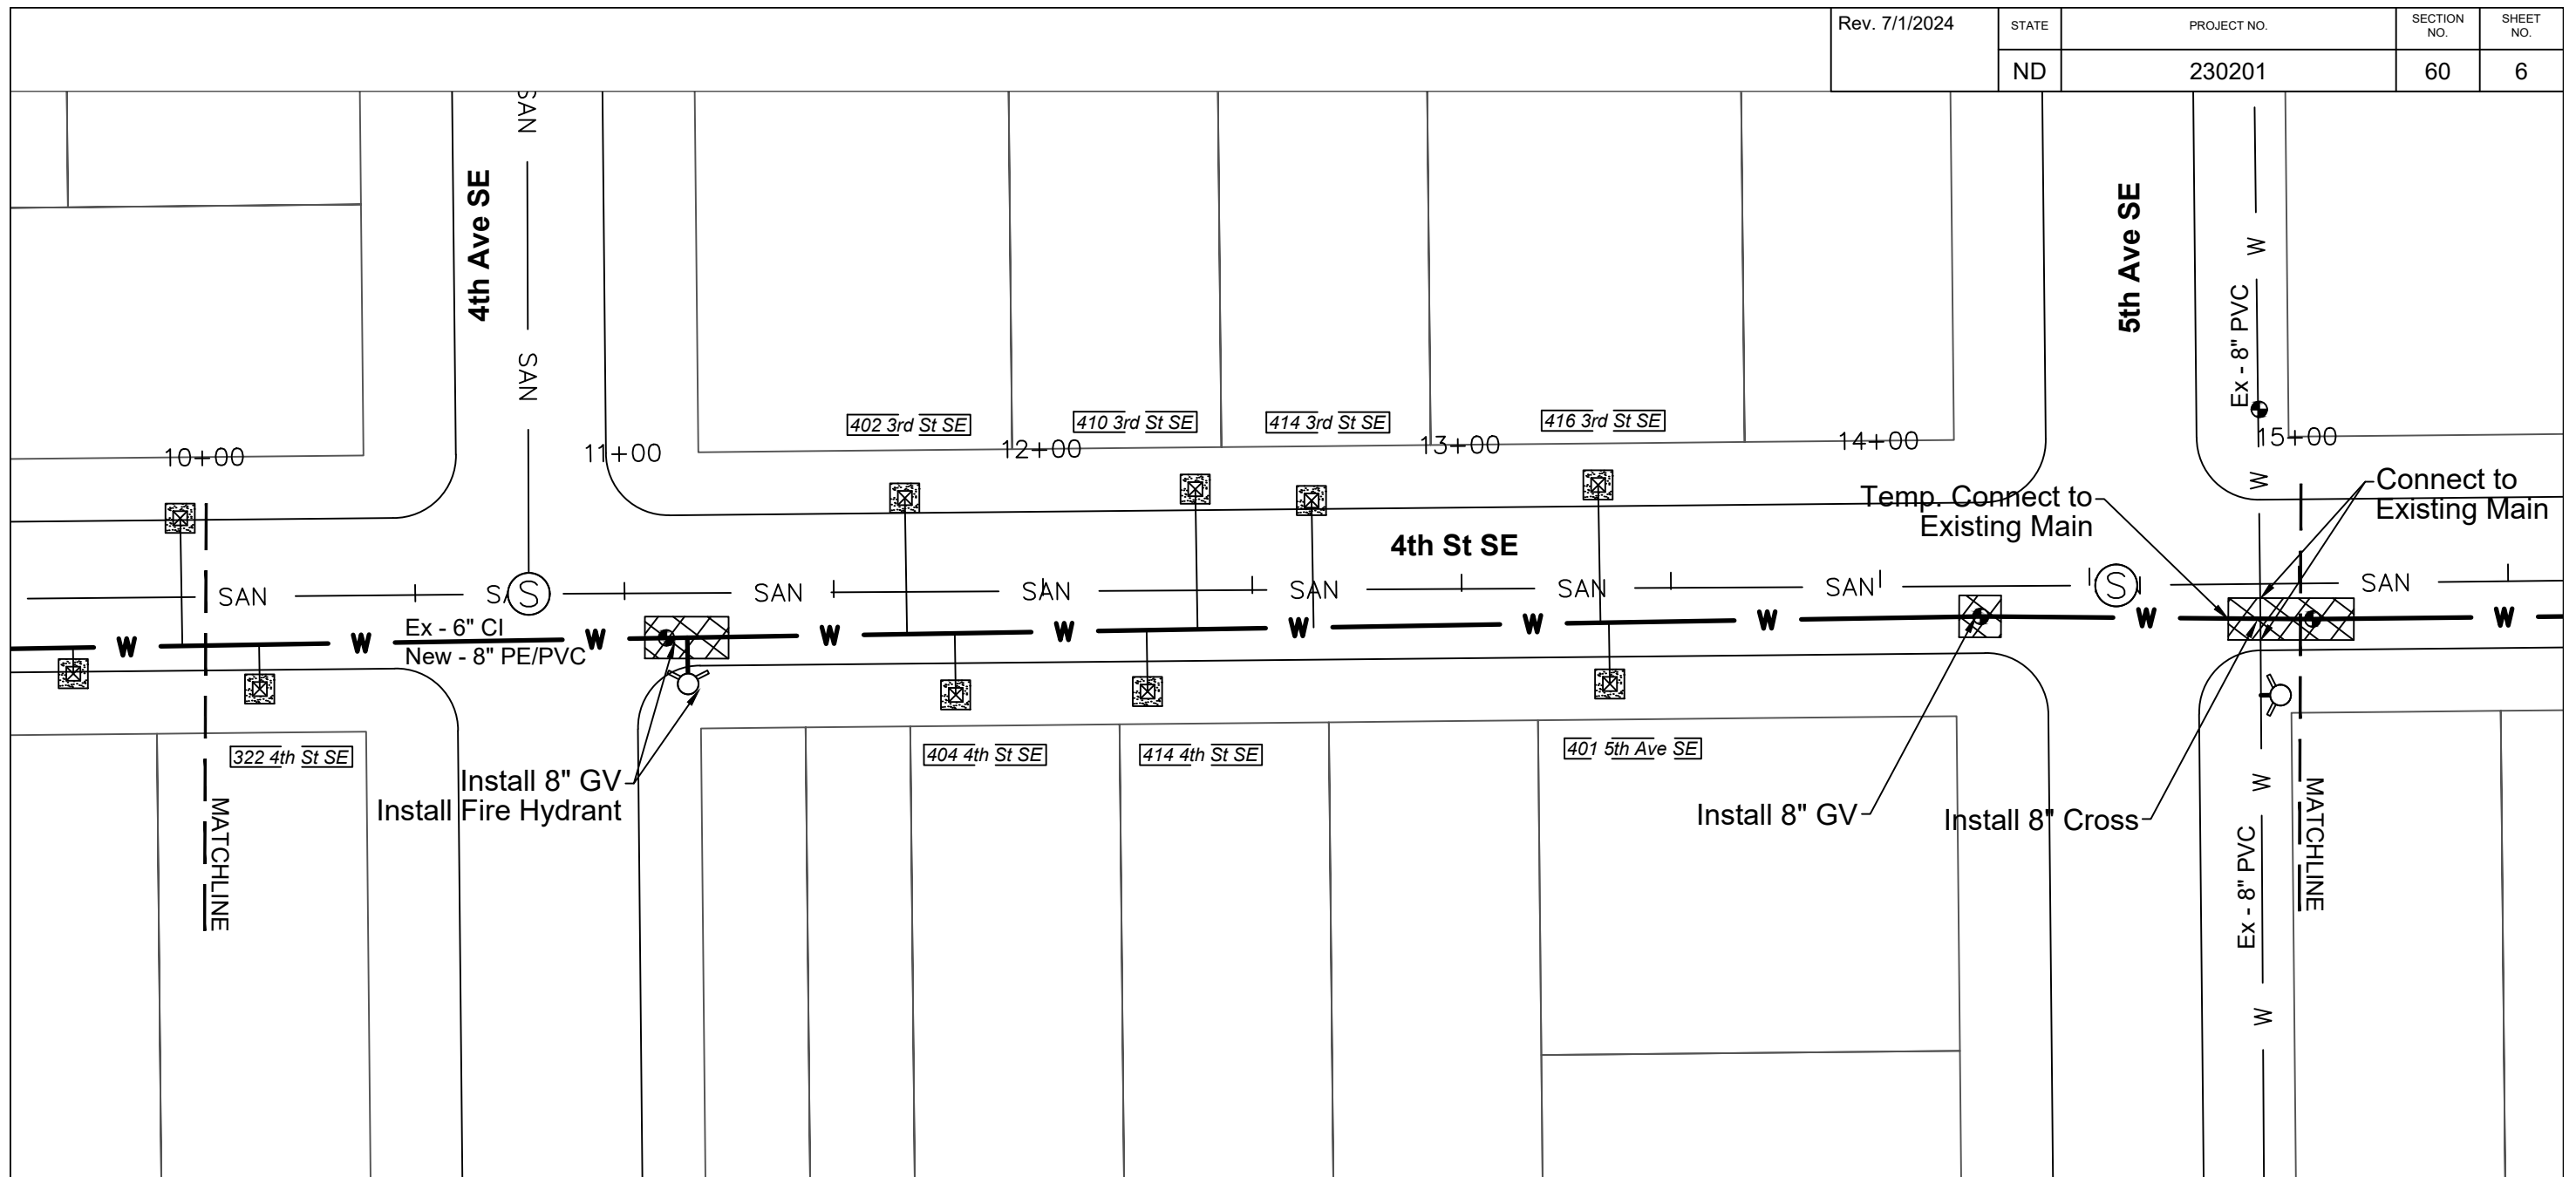 Rev. 7/1/2024
STATE
PROJECT NO.
SECTION NO.
SHEET NO.
ND
230201
60
6
SAN
4th Ave SE
SAN
5th Ave SE
W
Ex - 8" PVC
402 3rd St SE
410 3rd St SE
414 3rd St SE
416 3rd St SE
10+00
11+00
12+00
13+00
14+00
15+00
W
Temp. Connect to
Existing Main
Connect to
Existing Main
4th St SE
SAN
SAN
S
SAN
SAN
SAN
SAN
SAN
S
SAN
W
W
W
W
W
W
W
W
W
W
Ex - 6" CI
New - 8" PE/PVC
322 4th St SE
404 4th St SE
414 4th St SE
401 5th Ave SE
Install 8" GV
Install Fire Hydrant
Install 8" GV
Install 8" Cross
W
MATCHLINE
MATCHLINE
Ex - 8" PVC
W